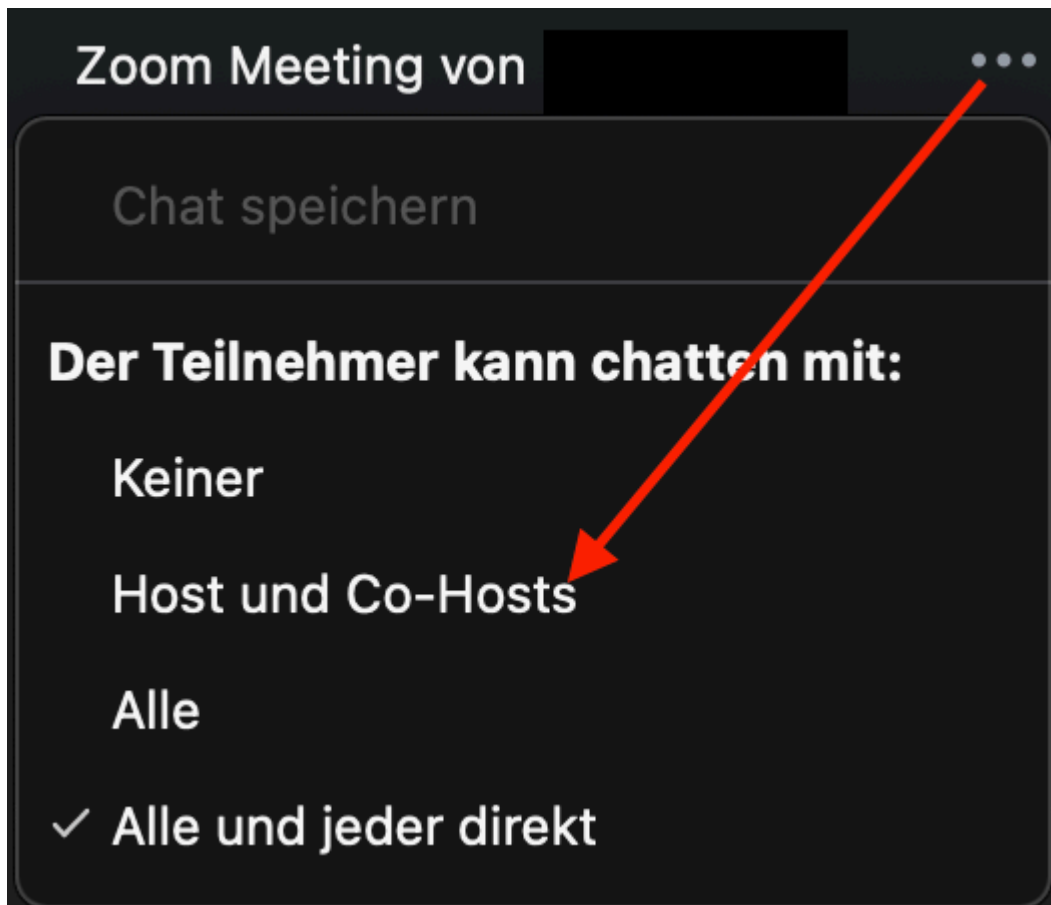 Zoom Meeting von
Chat speichern
Der Teilnehmer kann chatten mit:
Keiner
Host und Co-Hosts
Alle
Alle und jeder direkt